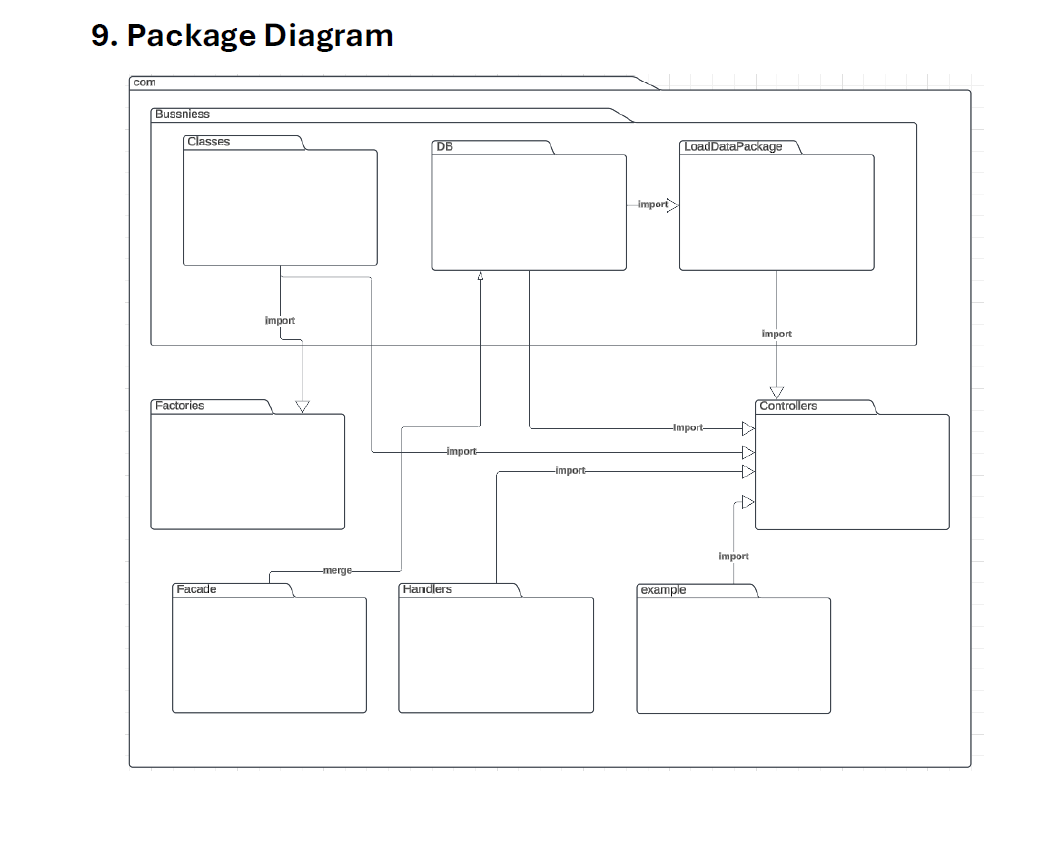 9. Package Diagram
com
Bussniess
Classes
DB
LoadDataPackage
import
import
import
Factories
Controllers
Import
import
import
import
merge
Facade
Handlers
example